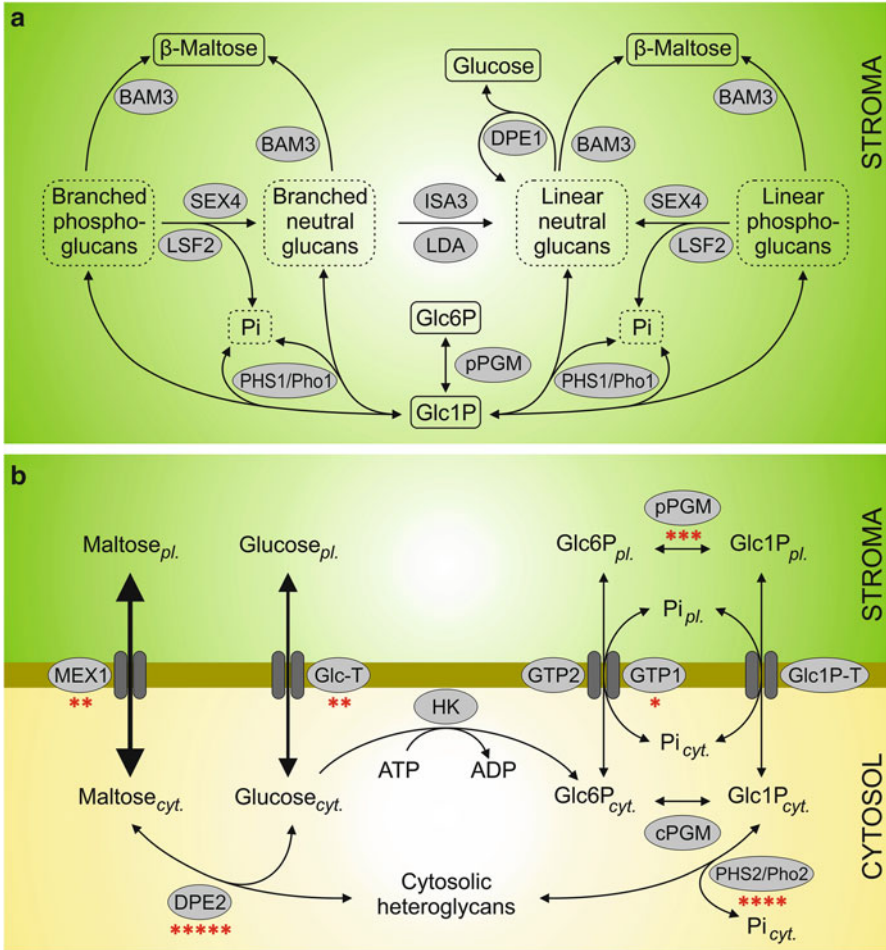 a
β-Maltose
β-Maltose
Glucose
STROMA
BAM3
BAM3
DPE1
BAM3
BAM3
Branched
phospho-
glucans
SEX4
LSF2
Branched
neutral
glucans
ISA3
LDA
Linear
neutral
glucans
SEX4
LSF2
Linear
phospho-
glucans
Pi
Glc6P
Pi
PHS1/Pho1
pPGM
PHS1/Pho1
Glc1P
b
STROMA
pPGM
***
Maltose pl.
Glucose pl.
Glc6P pl.
Glc1P pl.
Pi pl.
MEX1
**
Glc-T
**
GTP2
GTP1
*
Glc1P-T
HK
ATP
ADP
Pi cyt.
CYTOSOL
Maltose cyt.
Glucose cyt.
Glc6P cyt.
Glc1P cyt.
cPGM
DPE2
*****
Cytosolic
heteroglycans
PHS2/Pho2
****
Pi cyt.